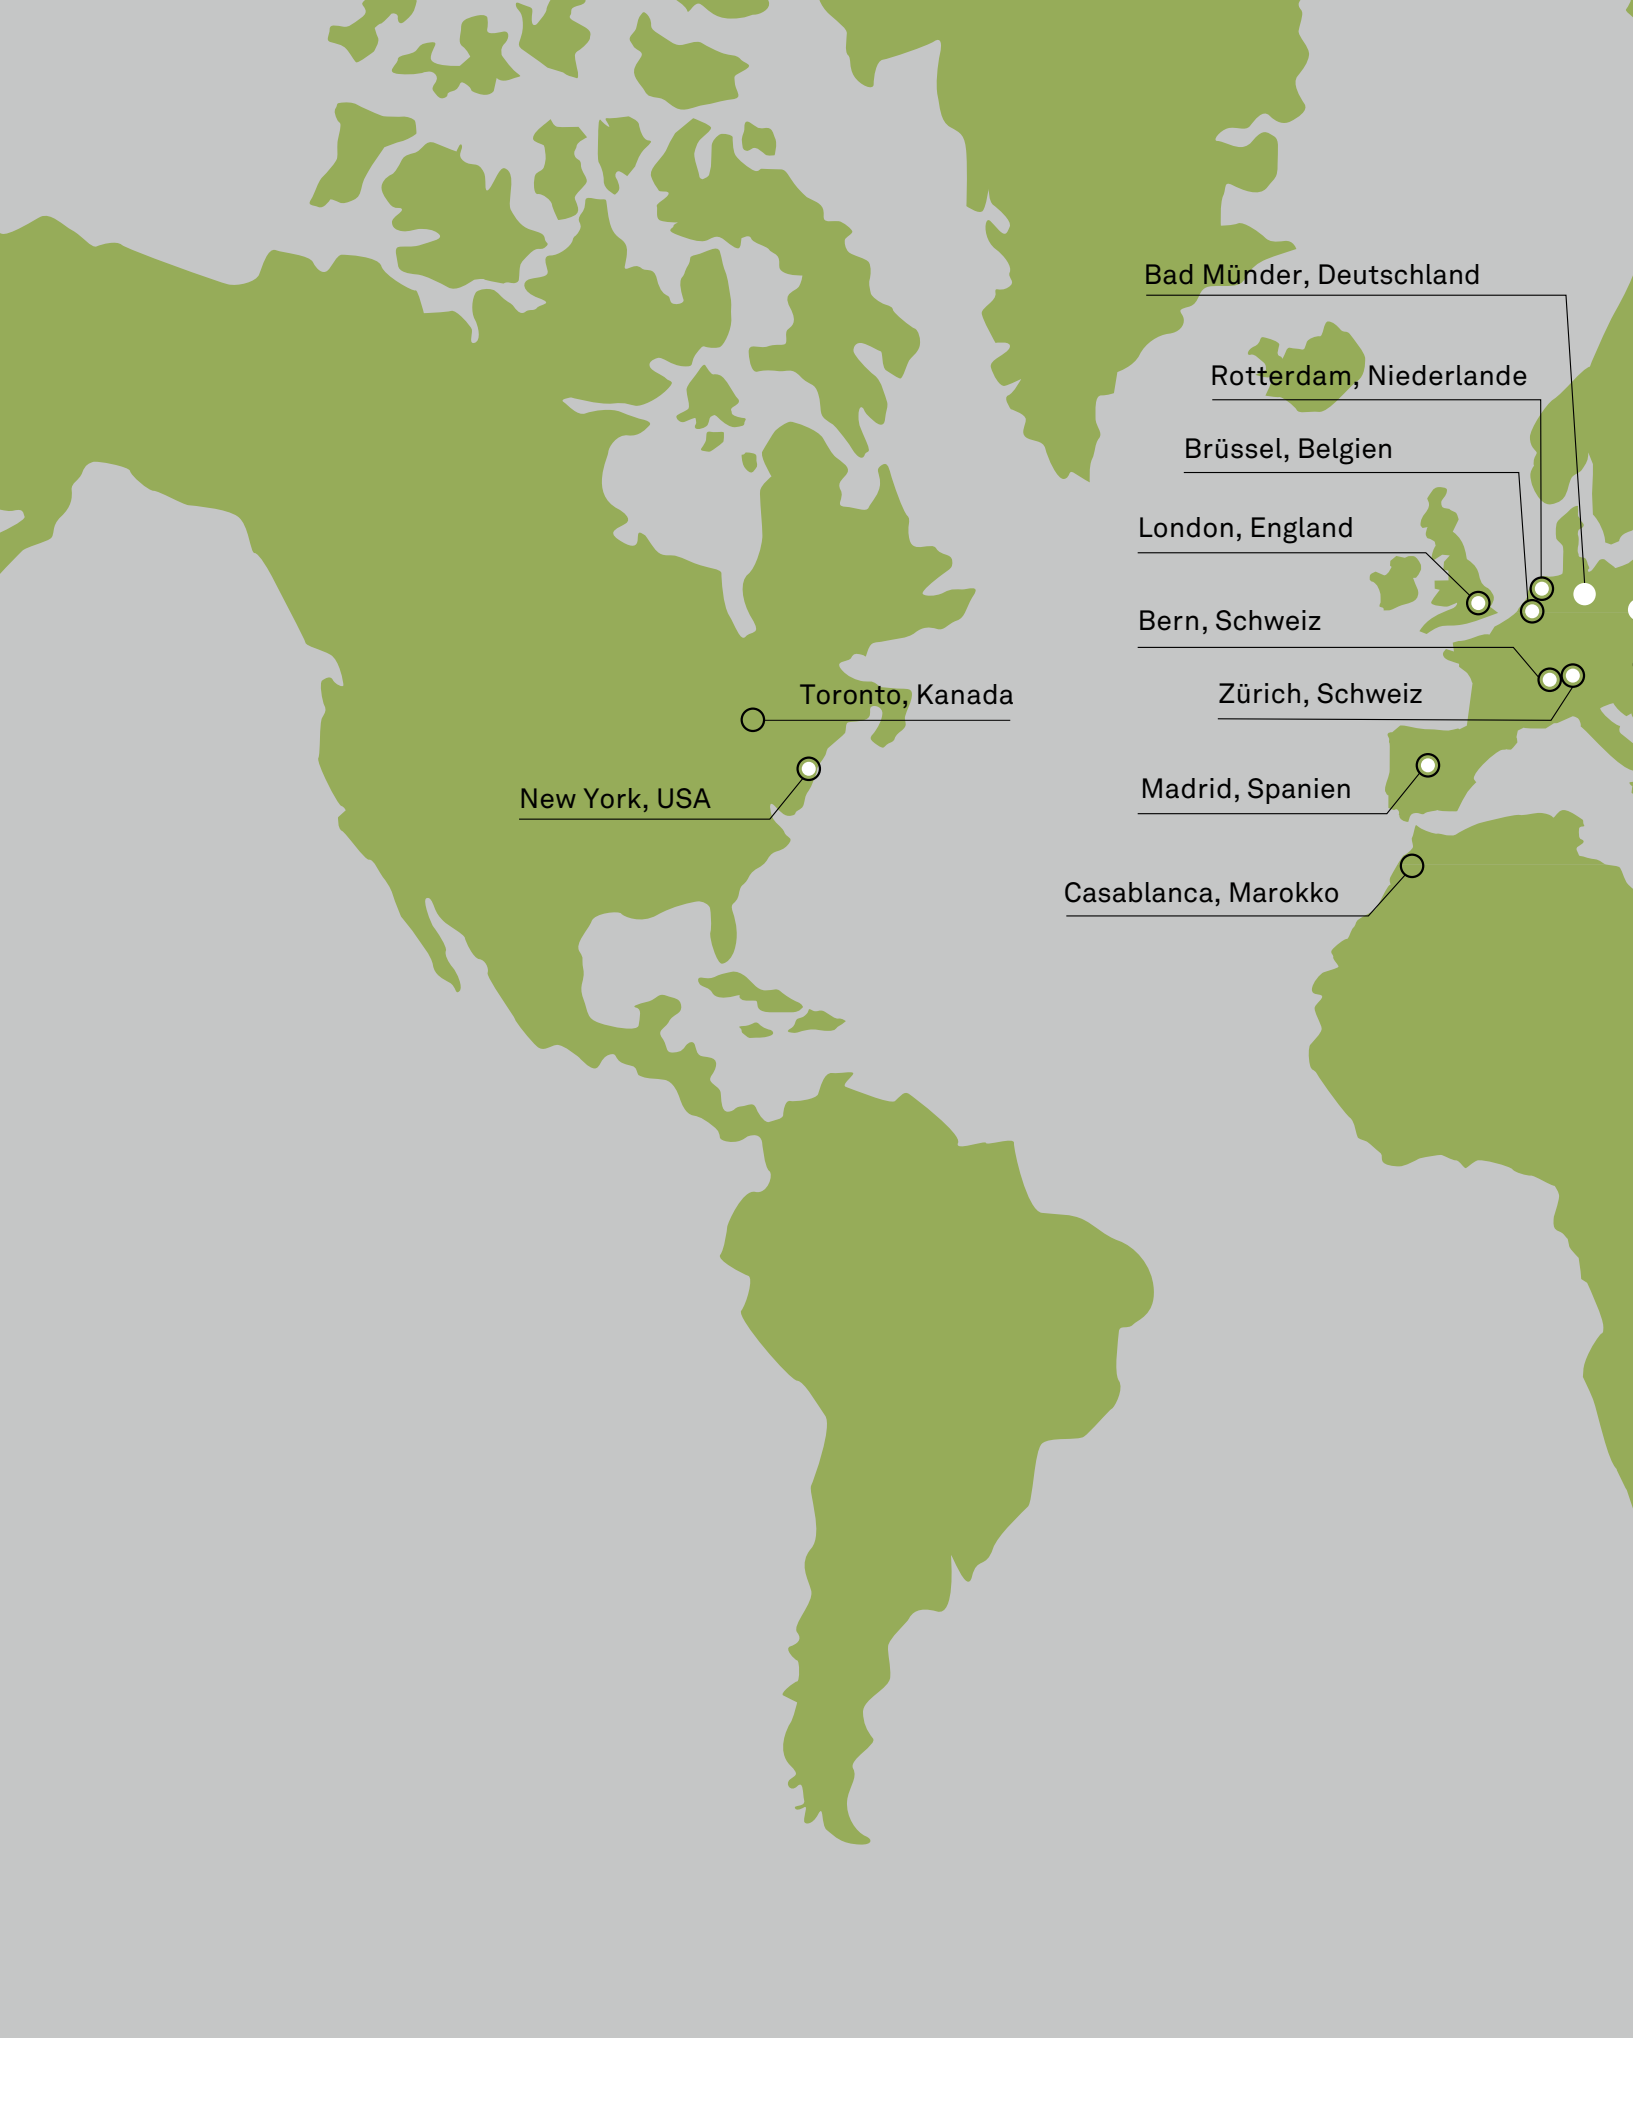 Bad Münder, Deutschland
Rotterdam, Niederlande
Brüssel, Belgien
London, England
Bern, Schweiz
Zürich, Schweiz
Toronto, Kanada
Madrid, Spanien
New York, USA
Casablanca, Marokko